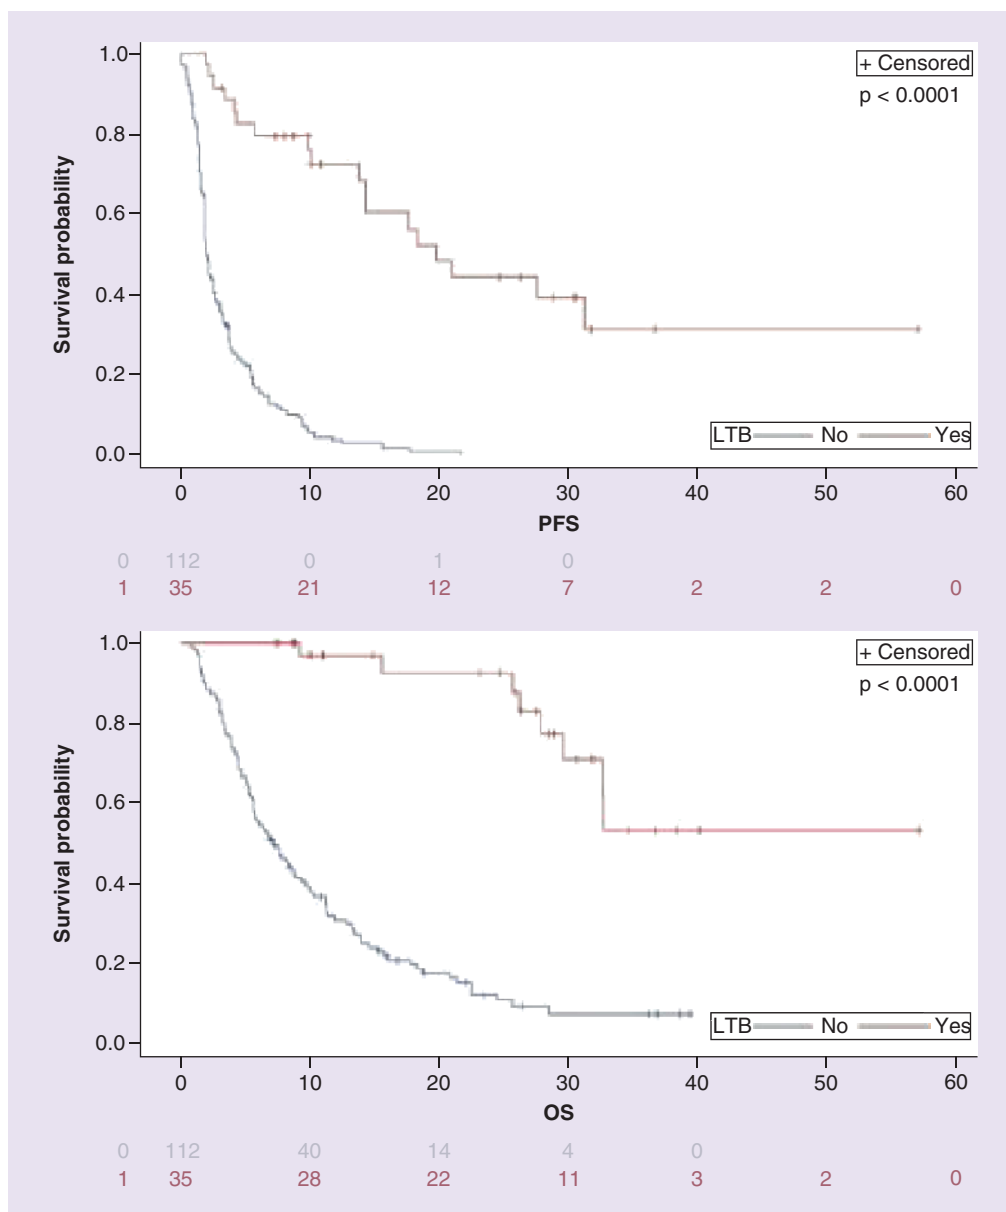 Survival probability
1.0
0.8
0.6
0.4
0.2
0.0
+ Censored
p < 0.0001
LTB No Yes
0 10 20 30 40 50 60
PFS
0 112 0 1 0
1 35 21 12 7 2 2 0
Survival probability
1.0
0.8
0.6
0.4
0.2
0.0
+ Censored
p < 0.0001
LTB No Yes
0 10 20 30 40 50 60
OS
0 112 40 14 4 0
1 35 28 22 11 3 2 0